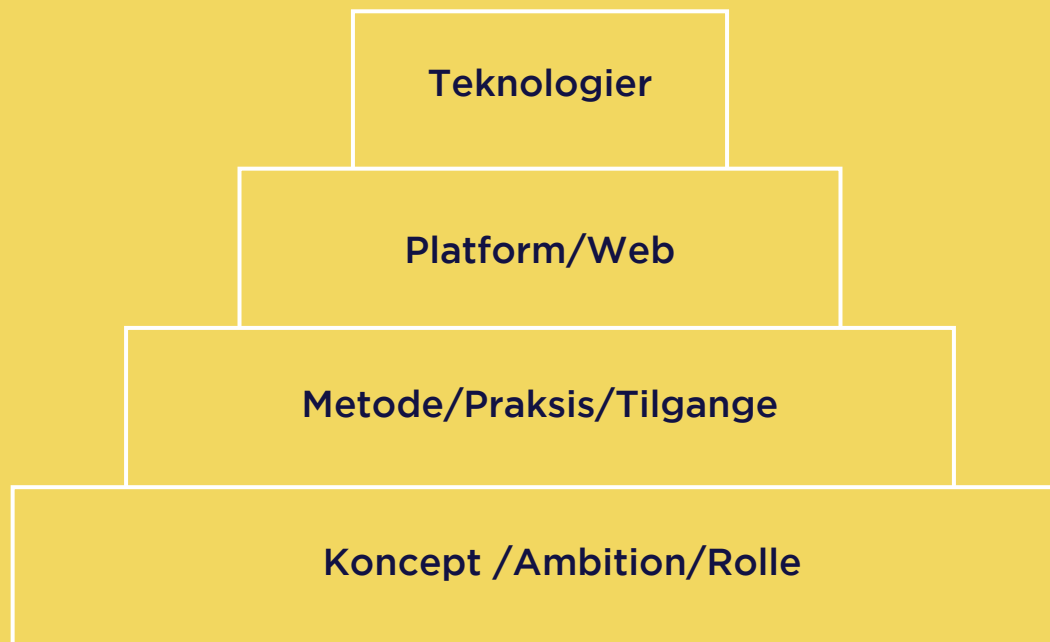 Teknologier
Platform/Web
Metode/Praksis/Tilgange
Koncept /Ambition/Rolle